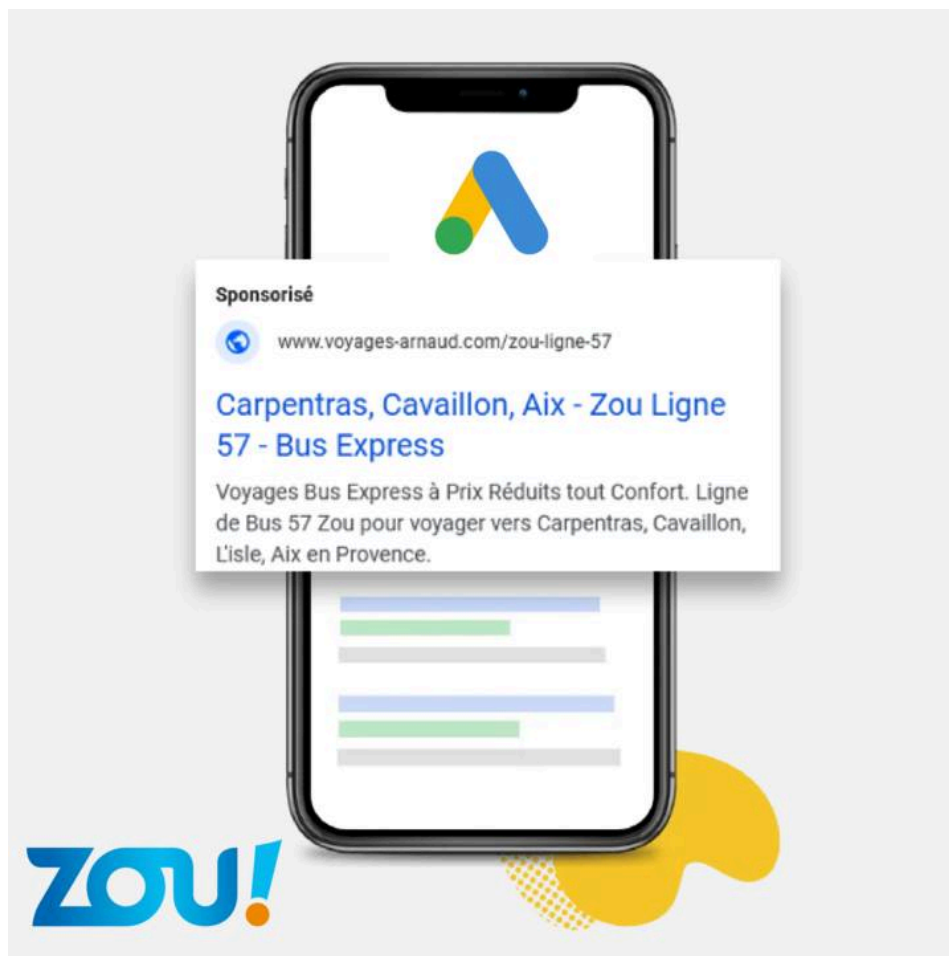 Sponsorisé
www.voyages-arnaud.com/zou-ligne-57
Carpentras, Cavaillon, Aix - Zou Ligne
57 - Bus Express
Voyages Bus Express à Prix Réduits tout Confort. Ligne
de Bus 57 Zou pour voyager vers Carpentras, Cavaillon,
L'isle, Aix en Provence.
ZOU!